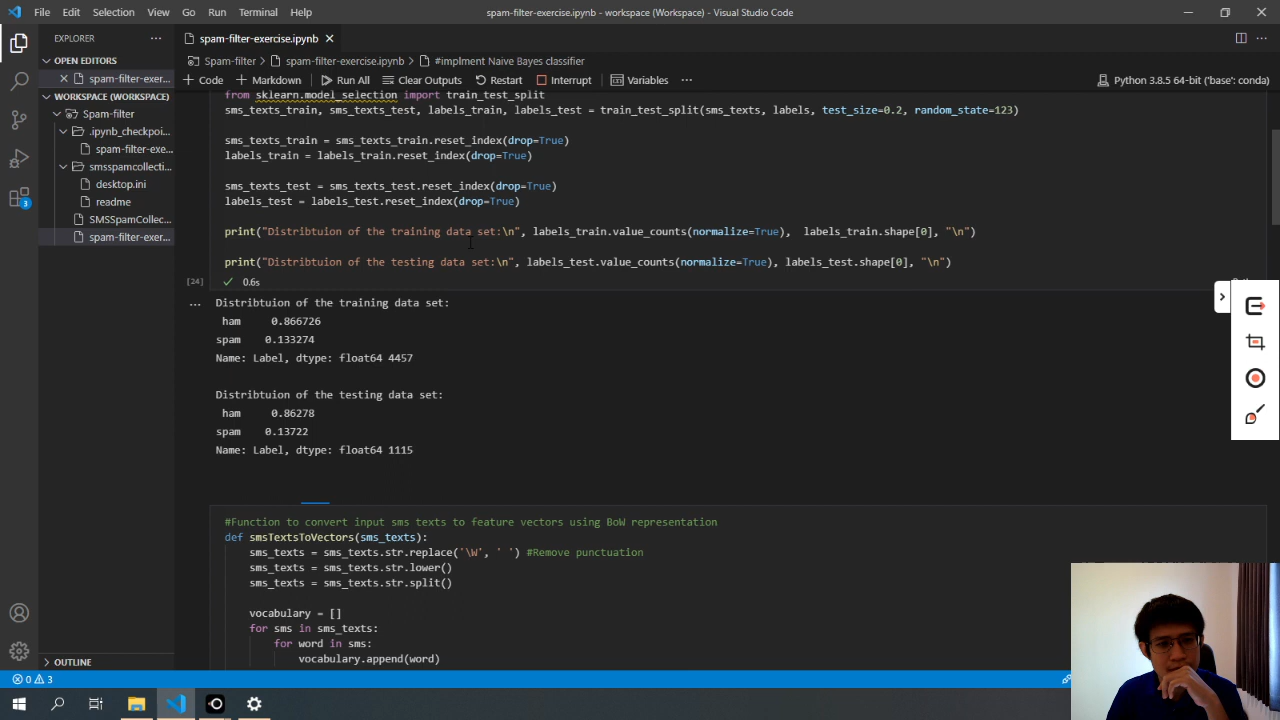 File Edit Selection View Go Run Terminal Help
spam-filter-exercise.ipynb - workspace (Workspace) - Visual Studio Code
EXPLORER
OPEN EDITORS
spam-filter-exer...
WORKSPACE (WORKSPACE)
Spam-filter
.ipynb_checkpoi...
spam-filter-exe...
smsspamcollecti...
desktop.ini
readme
SMSSpamCollec...
spam-filter-exer...
OUTLINE
3
spam-filter-exercise.ipynb
Spam-filter > spam-filter-exercise.ipynb > #implment Naive Bayes classifier
Code Markdown Run All Clear Outputs Restart Interrupt Variables
Python 3.8.5 64-bit ('base': conda)
from sklearn.model_selection import train_test_split
sms_texts_train, sms_texts_test, labels_train, labels_test = train_test_split(sms_texts, labels, test_size=0.2, random_state=123)
sms_texts_train = sms_texts_train.reset_index(drop=True)
labels_train = labels_train.reset_index(drop=True)
sms_texts_test = sms_texts_test.reset_index(drop=True)
labels_test = labels_test.reset_index(drop=True)
print("Distribtuion of the training data set:\n", labels_train.value_counts(normalize=True), labels_train.shape[0], "\n")
print("Distribtuion of the testing data set:\n", labels_test.value_counts(normalize=True), labels_test.shape[0], "\n")
[24]
0.6s
Distribtuion of the training data set:
ham 0.866726
spam 0.133274
Name: Label, dtype: float64 4457
Distribtuion of the testing data set:
ham 0.86278
spam 0.13722
Name: Label, dtype: float64 1115
#Function to convert input sms texts to feature vectors using BoW representation
def smsTextsToVectors(sms_texts):
sms_texts = sms_texts.str.replace('\W', ' ') #Remove punctuation
sms_texts = sms_texts.str.lower()
sms_texts = sms_texts.str.split()
vocabulary = []
for sms in sms_texts:
for word in sms:
vocabulary.append(word)
0 3